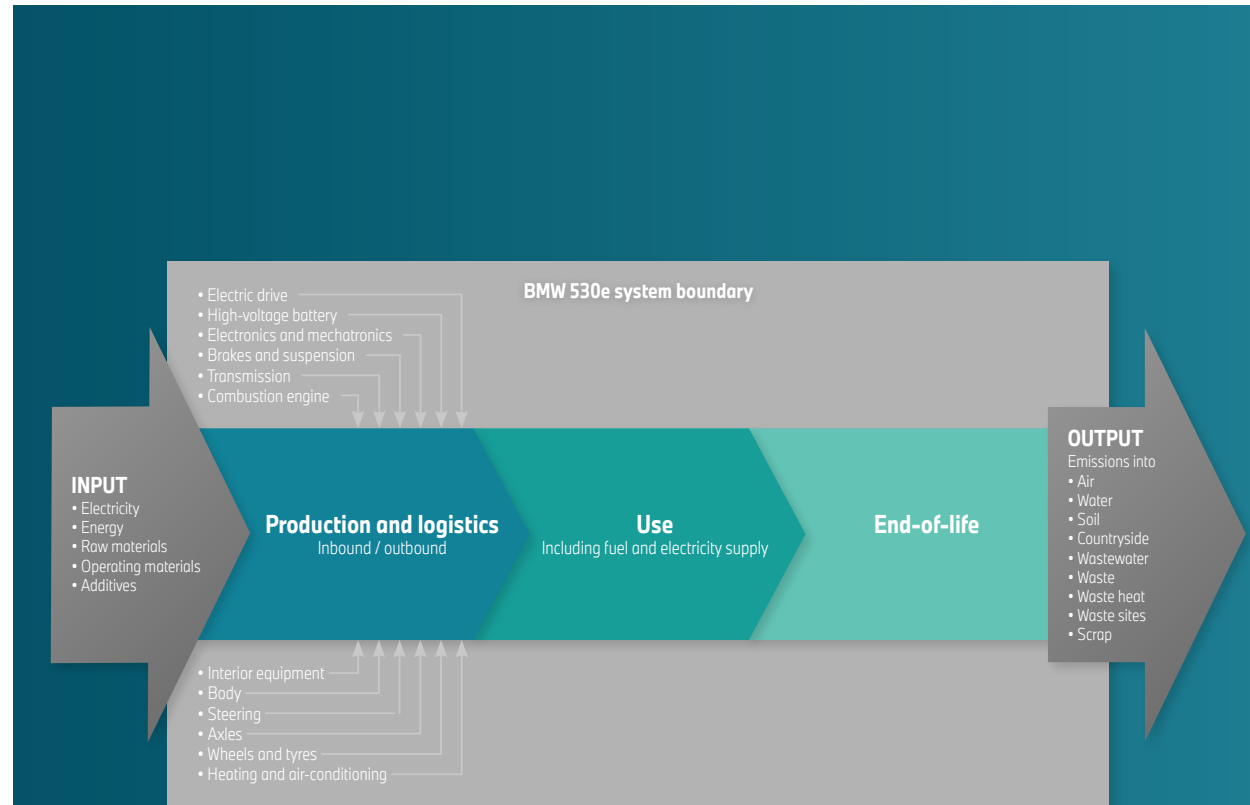 BMW 530e system boundary
• Electric drive
• High-voltage battery
• Electronics and mechatronics
• Brakes and suspension
• Transmission
• Combustion engine
INPUT
• Electricity
• Energy
• Raw materials
• Operating materials
• Additives
Production and logistics
Inbound / outbound
Use
Including fuel and electricity supply
End-of-life
OUTPUT
Emissions into
• Air
• Water
• Soil
• Countryside
• Wastewater
• Waste
• Waste heat
• Waste sites
• Scrap
• Interior equipment
• Body
• Steering
• Axles
• Wheels and tyres
• Heating and air-conditioning